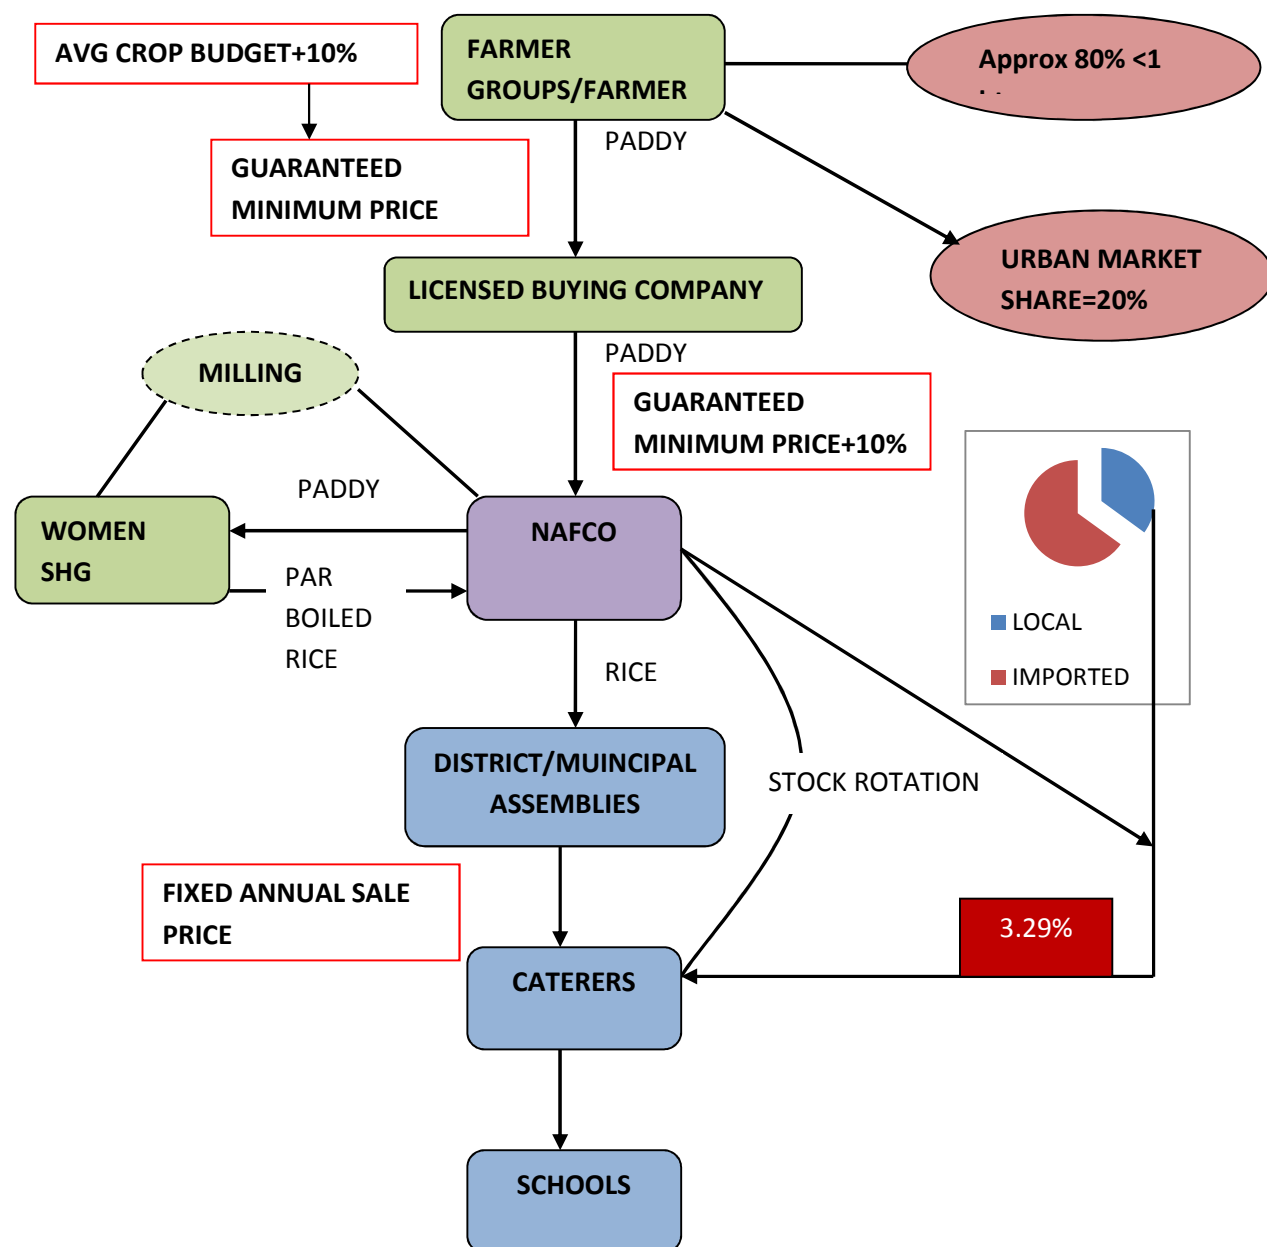 AVG CROP BUDGET+10%
FARMER
GROUPS/FARMER
Approx 80% <1
PADDY
GUARANTEED
MINIMUM PRICE
URBAN MARKET
SHARE=20%
LICENSED BUYING COMPANY
PADDY
MILLING
GUARANTEED
MINIMUM PRICE+10%
PADDY
WOMEN
SHG
NAFCO
PAR
BOILED
RICE
LOCAL
IMPORTED
RICE
DISTRICT/MUINCIPAL
ASSEMBLIES
STOCK ROTATION
FIXED ANNUAL SALE
PRICE
3.29%
CATERERS
SCHOOLS